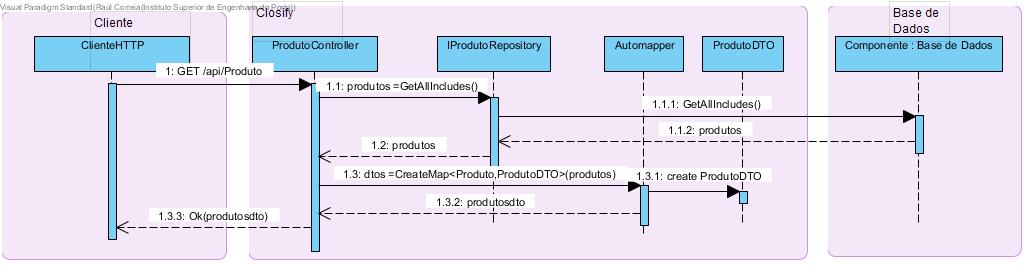 Visual Paradigm Standard(Raúl Correia(Instituto Superior de Engenharia do Porto))
Cliente
Closify
Base de
Dados
ClienteHTTP
ProdutoController
IProdutoRepository
Automapper
ProdutoDTO
Componente : Base de Dados
1: GET /api/Produto
1.1: produtos =GetAllIncludes()
1.1.1: GetAllIncludes()
1.1.2: produtos
1.2: produtos
1.3: dtos =CreateMap<Produto,ProdutoDTO>(produtos)
1.3.1: create ProdutoDTO
1.3.2: produtosdto
1.3.3: Ok(produtosdto)